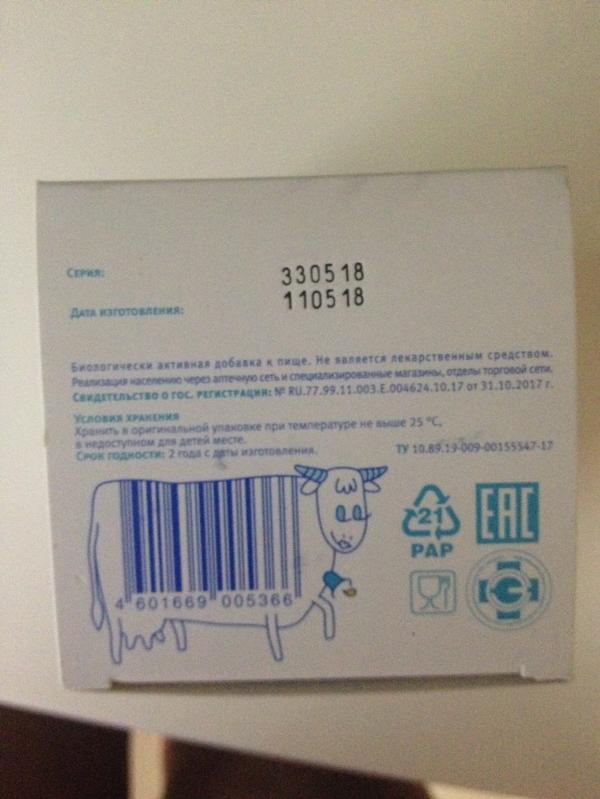 Серия:
330518
110518
Дата изготовления:
Биологически активная добавка к пище. Не является лекарственным средством.
Реализация населению через аптечную сеть и специализированные магазины, отделы торговой сети.
Свидетельство о гос. регистрации: № RU.77.99.11.003.Е.004624.10.17 от 31.10.2017 г.
Условия хранения
Хранить в оригинальной упаковке при температуре не выше 25 °С,
в недоступном для детей месте.
Срок годности: 2 года с даты изготовления.
ТУ 10.89.19-009-00155547-17
21
PAP
EAC
4 601669 005366